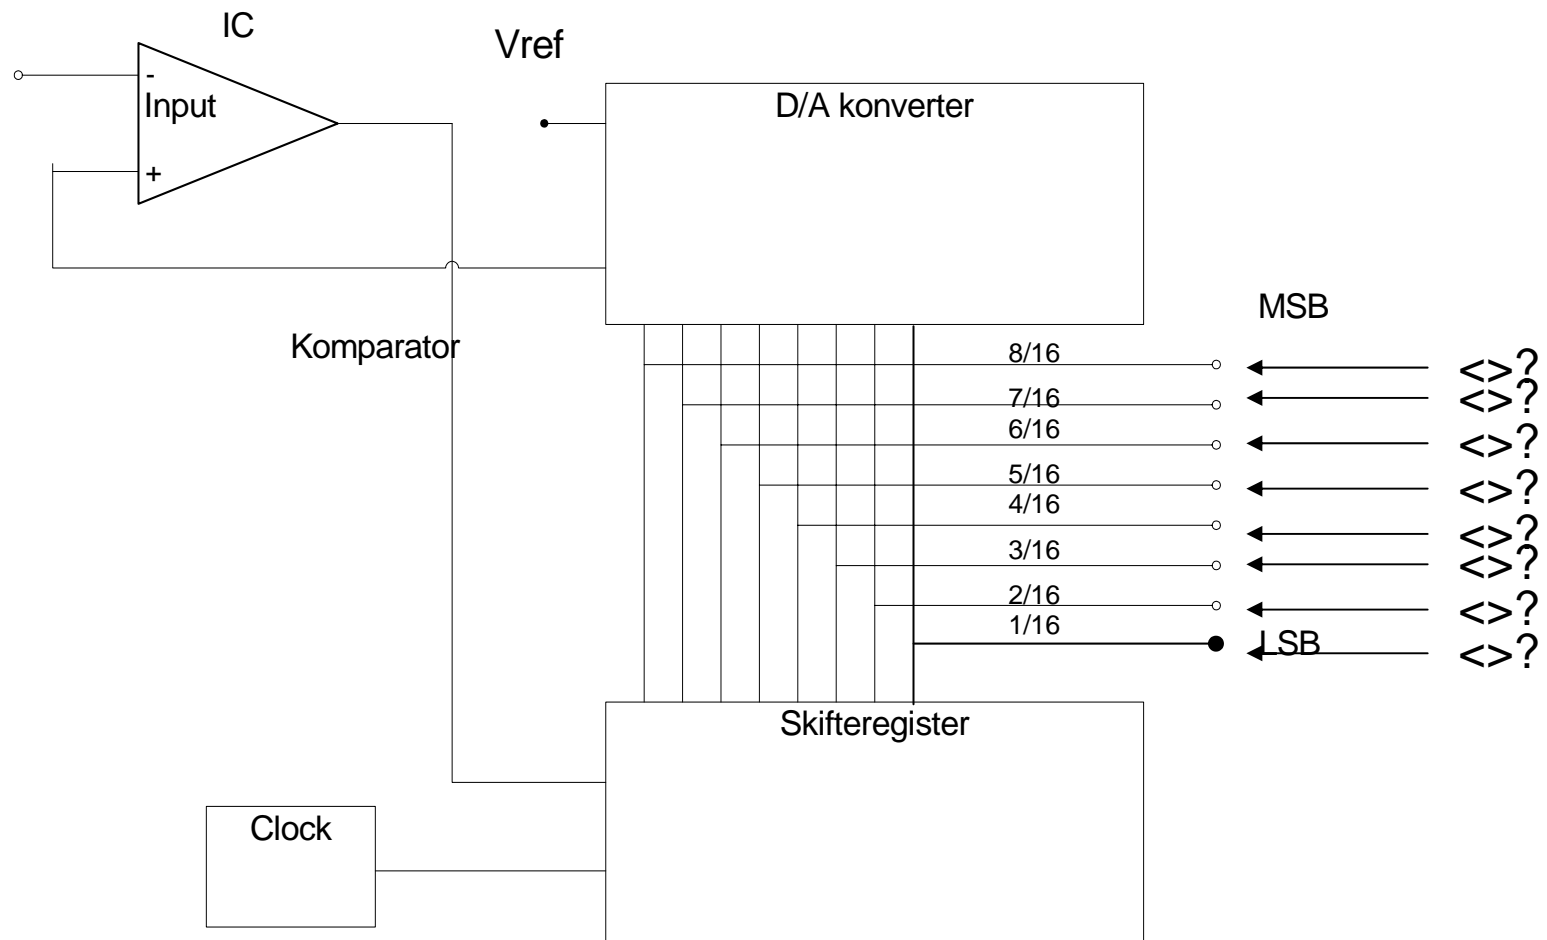 IC
Vref
-
Input
D/A konverter
+
MSB
Komparator
8/16
<>?
7/16
<>?
6/16
<>?
5/16
<>?
4/16
<>?
3/16
<>?
2/16
<>?
1/16
LSB
<>?
Skifteregister
Clock